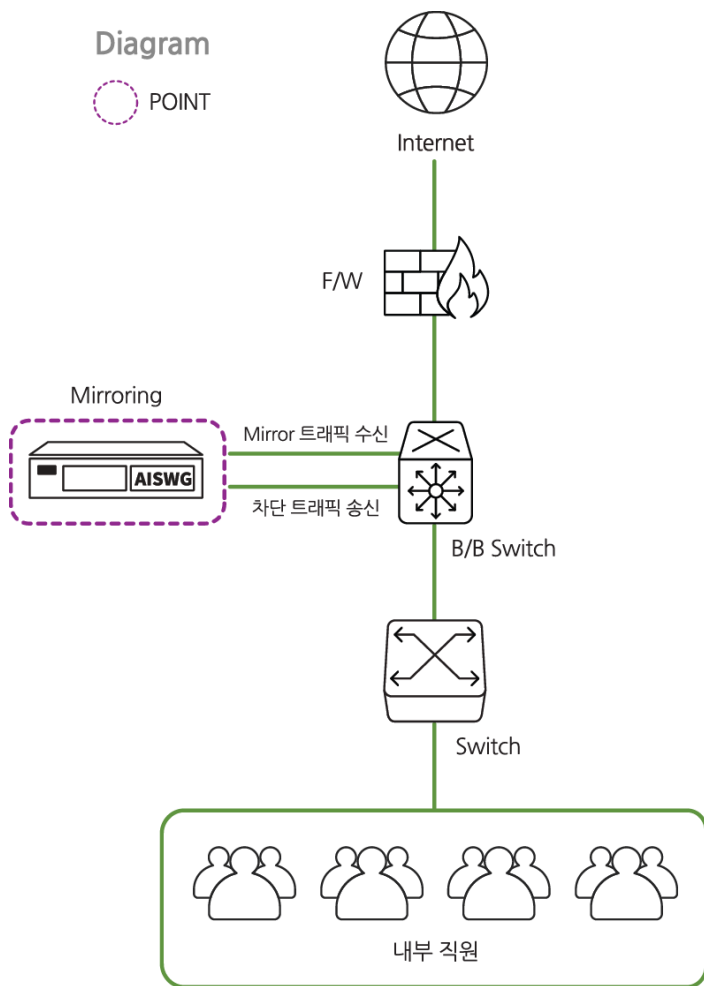 Diagram
POINT
Internet
F/W
Mirroring
Mirror 트래픽 수신
AISWG
차단 트래픽 송신
B/B Switch
Switch
내부 직원